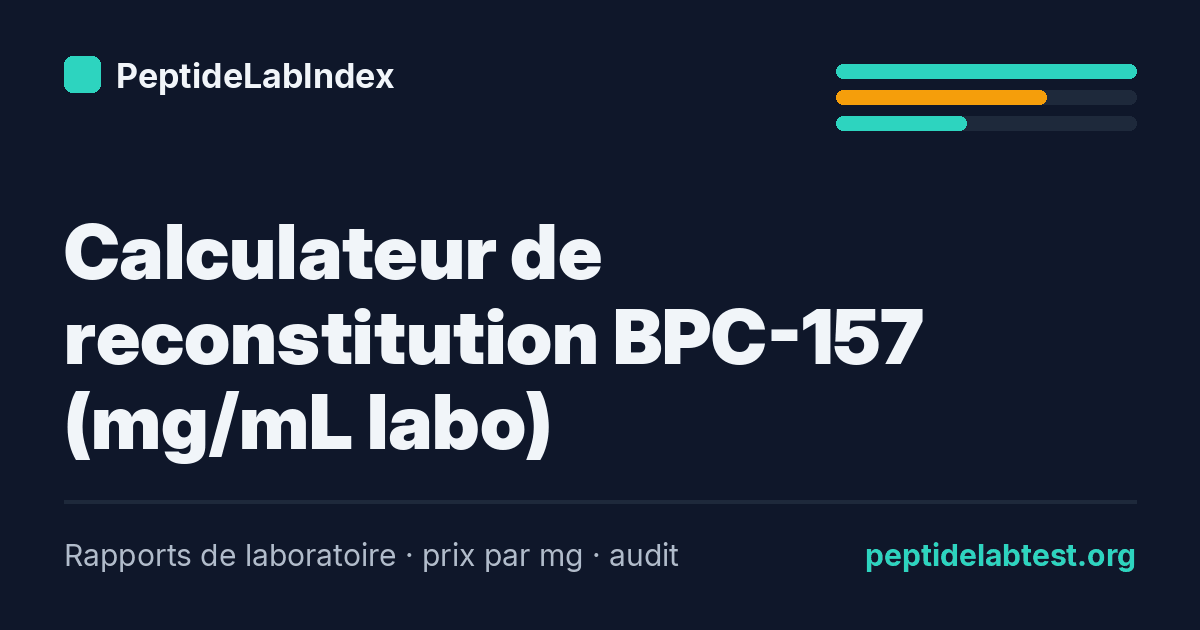 PeptideLabIndex
Calculateur de
reconstitution BPC-157
(mg/mL labo)
Rapports de laboratoire · prix par mg · audit
peptidelabtest.org